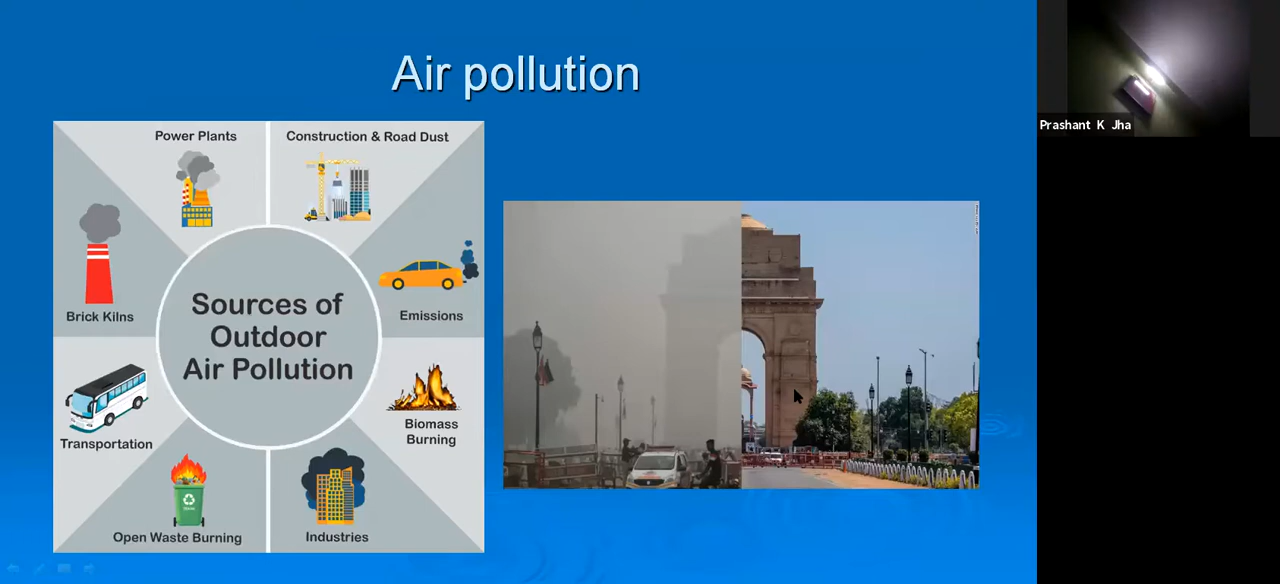 Air pollution
Power Plants
Construction & Road Dust
Brick Kilns
Emissions
Sources of
Outdoor
Air Pollution
Transportation
Biomass
Burning
Open Waste Burning
Industries
Prashant K Jha